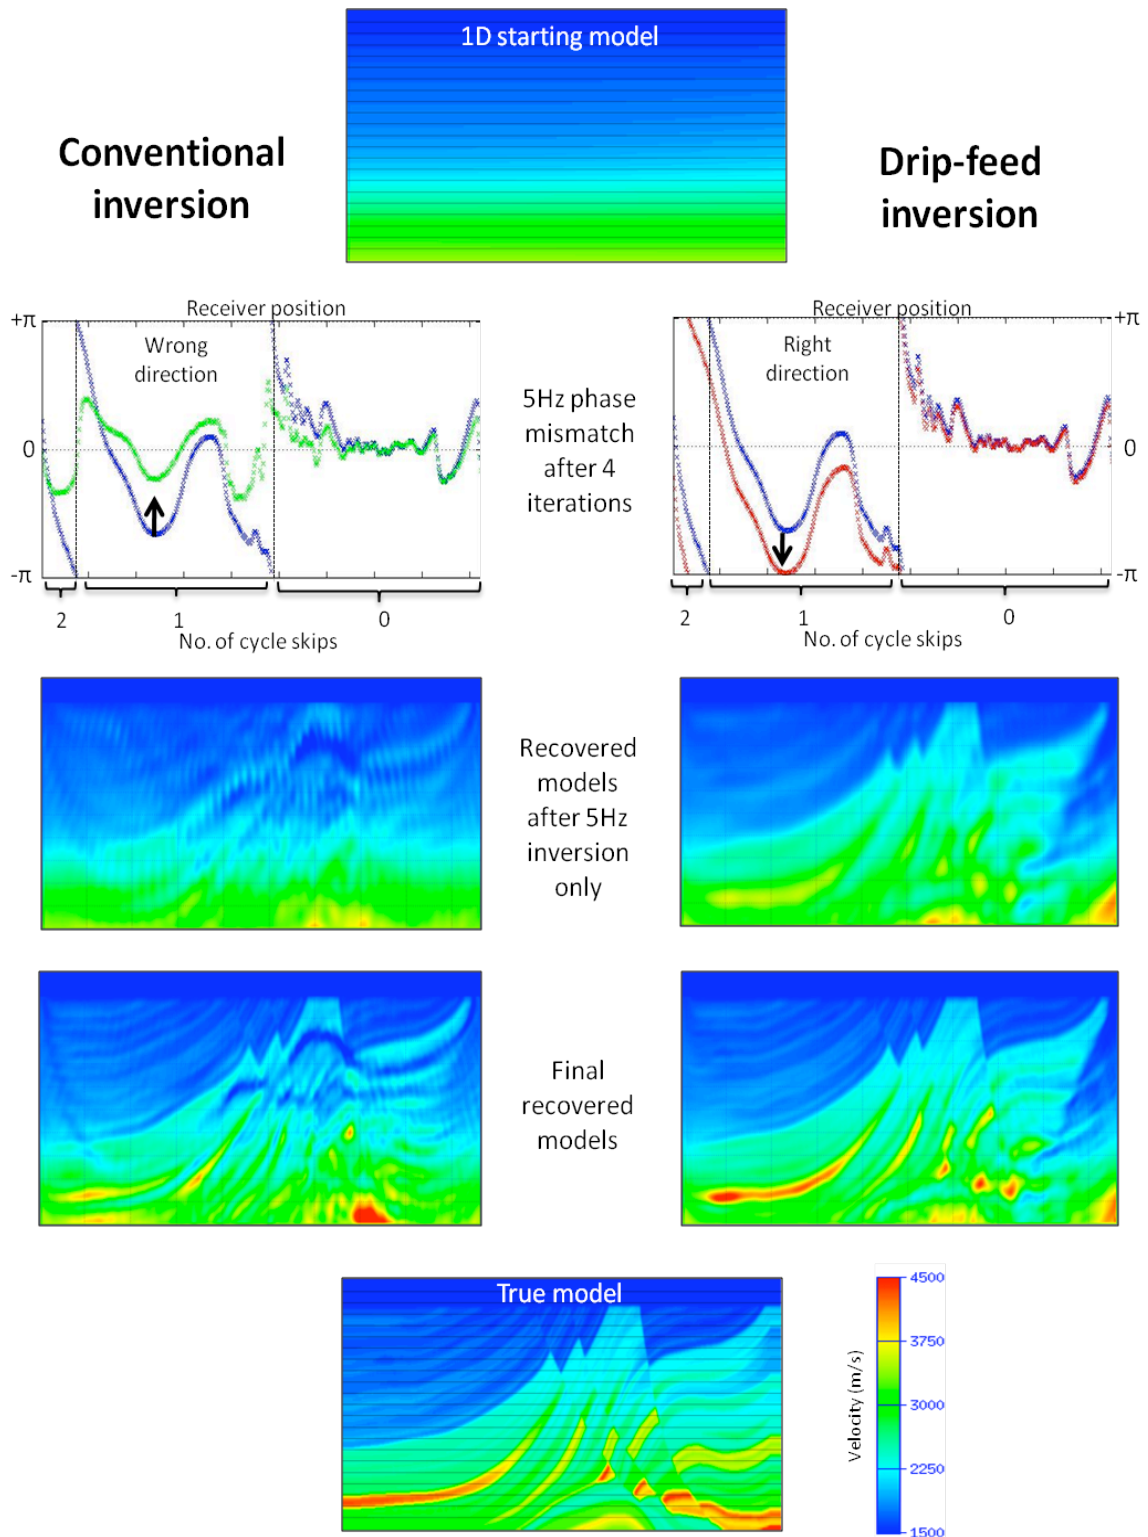 1D starting model
Conventional
inversion
Drip-feed
inversion
Receiver position
+π
0
-π
Wrong
direction
2
1
0
No. of cycle skips
5Hz phase
mismatch
after 4
iterations
Receiver position
+π
0
-π
Right
direction
2
1
0
No. of cycle skips
Recovered
models
after 5Hz
inversion
only
Final
recovered
models
True model
Velocity (m/s)
4500
3750
3000
2250
1500